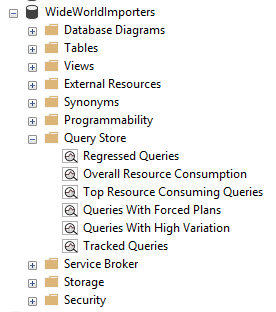 WideWorldImporters
Database Diagrams
Tables
Views
External Resources
Synonyms
Programmability
Query Store
Regressed Queries
Overall Resource Consumption
Top Resource Consuming Queries
Queries With Forced Plans
Queries With High Variation
Tracked Queries
Service Broker
Storage
Security